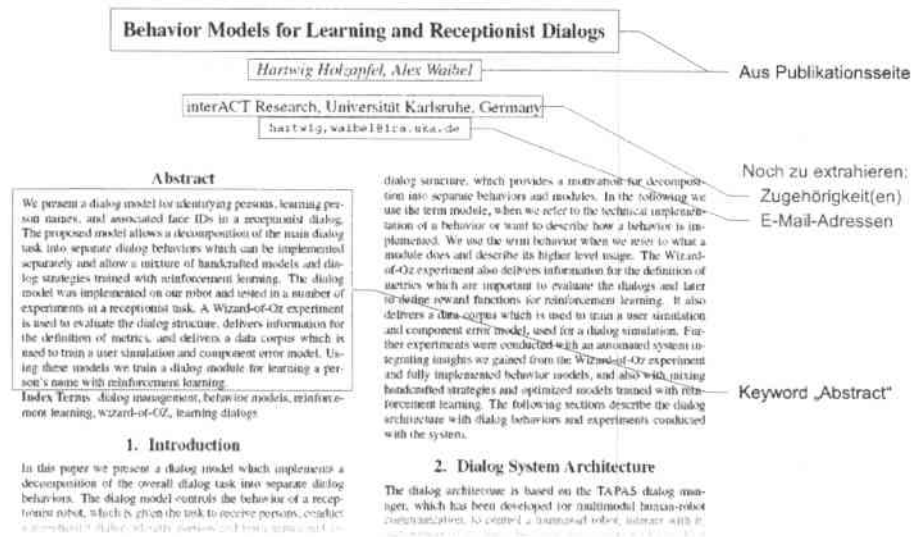 Behavior Models for Learning and Receptionist Dialogs
Hartwig Holzapfel, Alex Waibel
Aus Publikationsseite
interACT Research, Universität Karlsruhe, Germany
hartwig,waibel@ira.uka.de
Noch zu extrahieren:
Zugehörigkeit(en)
E-Mail-Adressen
Abstract
We present a dialog model for identifying persons, learning per-
son names, and associated face IDs in a receptionist dialog.
The proposed model allows a decomposition of the main dialog
task into separate dialog behaviors which can be implemented
separately and allow a mixture of handcrafted models and dia-
log strategies trained with reinforcement learning. The dialog
model was implemented on our robot and tested in a number of
experiments in a receptionist task. A Wizard-of-Oz experiment
is used to evaluate the dialog structure, delivers information for
the definition of metrics, and delivers a data corpus which is
used to train a user simulation and component error model. Us-
ing these models we train a dialog module for learning a per-
son's name with reinforcement learning.
Index Terms dialog management, behavior models, reinforce-
ment learning, wizard-of-OZ, learning dialogs
1. Introduction
In this paper we present a dialog model which implements a
decomposition of the overall dialog task into separate dialog
behaviors. The dialog model controls the behavior of a recep-
tionist robot, which is given the task to receive persons, conduct
dialog structure, which provides a motivation for decomposi-
tion into separate behaviors and modules. In the following we
use the term module, when we refer to the technical implemen-
tation of a behavior or want to describe how a behavior is im-
plemented. We use the term behavior when we refer to what a
module does and describe its higher level usage. The Wizard-
of-Oz experiment also delivers information for the definition of
metrics which are important to evaluate the dialogs and later
to define reward functions for reinforcement learning. It also
delivers a data corpus which is used to train a user simulation
and component error model, used for a dialog simulation. Fur-
ther experiments were conducted with an automated system in-
tegrating insights we gained from the Wizard-of-Oz experiment
and fully implemented behavior models, and also with mixing
handcrafted strategies and optimized models trained with rein-
forcement learning. The following sections describe the dialog
architecture with dialog behaviors and experiments conducted
with the system.
Keyword „Abstract“
2. Dialog System Architecture
The dialog architecture is based on the TAPAS dialog man-
ager, which has been developed for multimodal human-robot
communication, to control a humanoid robot, interact with it,